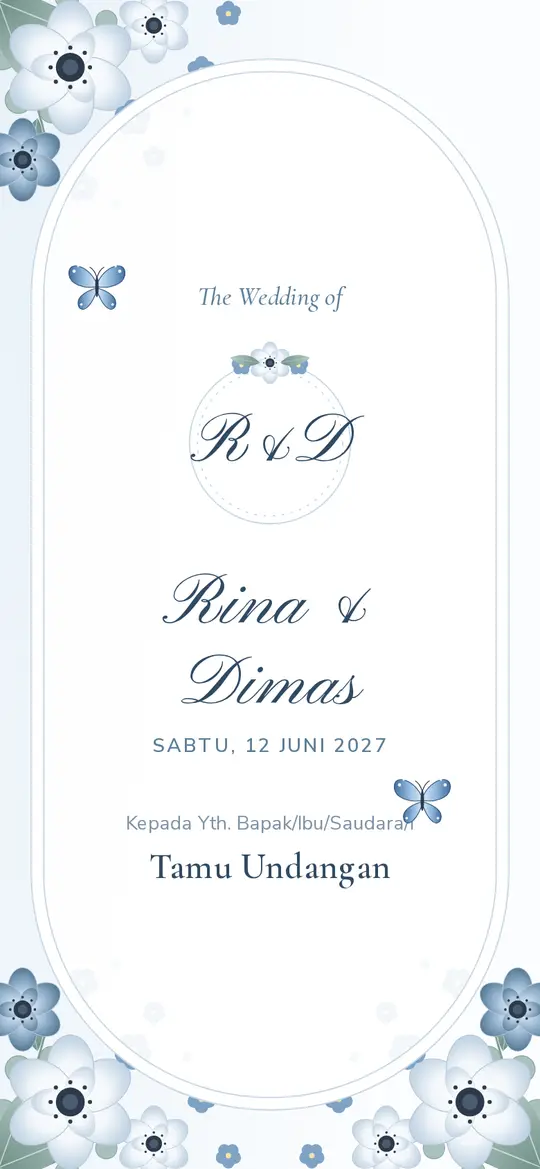 The Wedding of
R & D
Rina &
Dimas
SABTU, 12 JUNI 2027
Kepada Yth. Bapak/Ibu/Saudara/i
Tamu Undangan